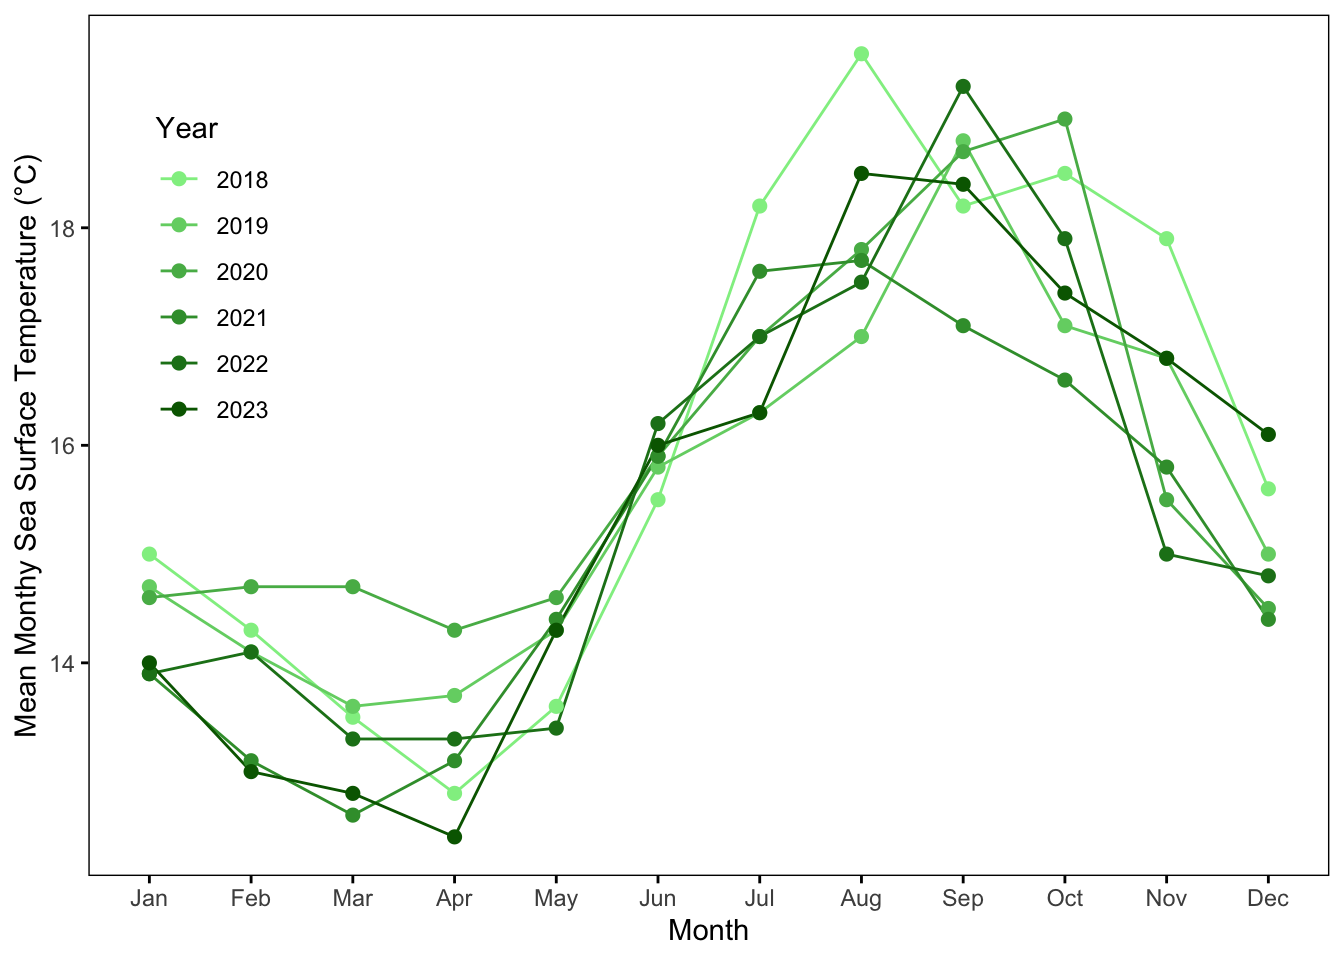 Year
2018
2019
2020
2021
2022
2023
Mean Monthy Sea Surface Temperature (°C)
18
16
14
Jan Feb Mar Apr May Jun Jul Aug Sep Oct Nov Dec
Month